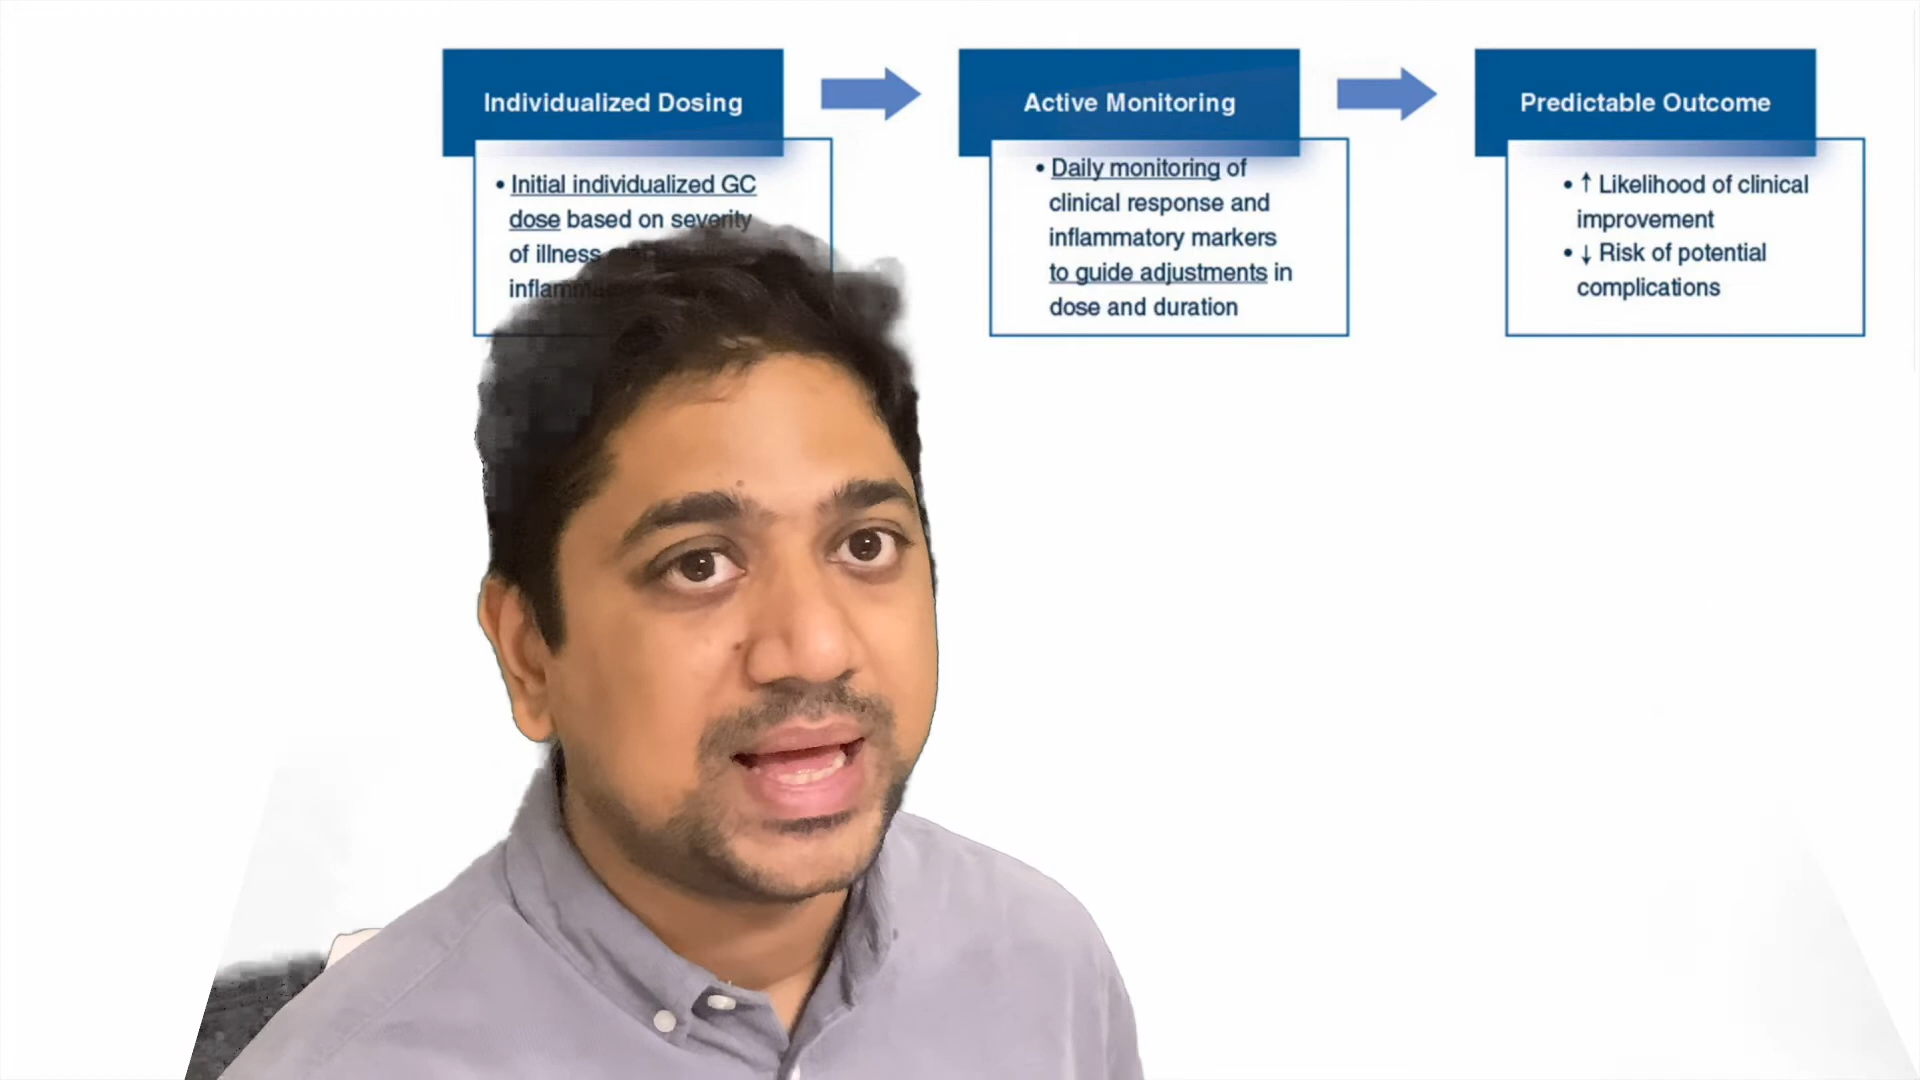 Individualized Dosing
• Initial individualized GC
dose based on severity
of illness
Active Monitoring
• Daily monitoring of
clinical response and
inflammatory markers
to guide adjustments in
dose and duration
Predictable Outcome
• ↑ Likelihood of clinical
improvement
• ↓ Risk of potential
complications